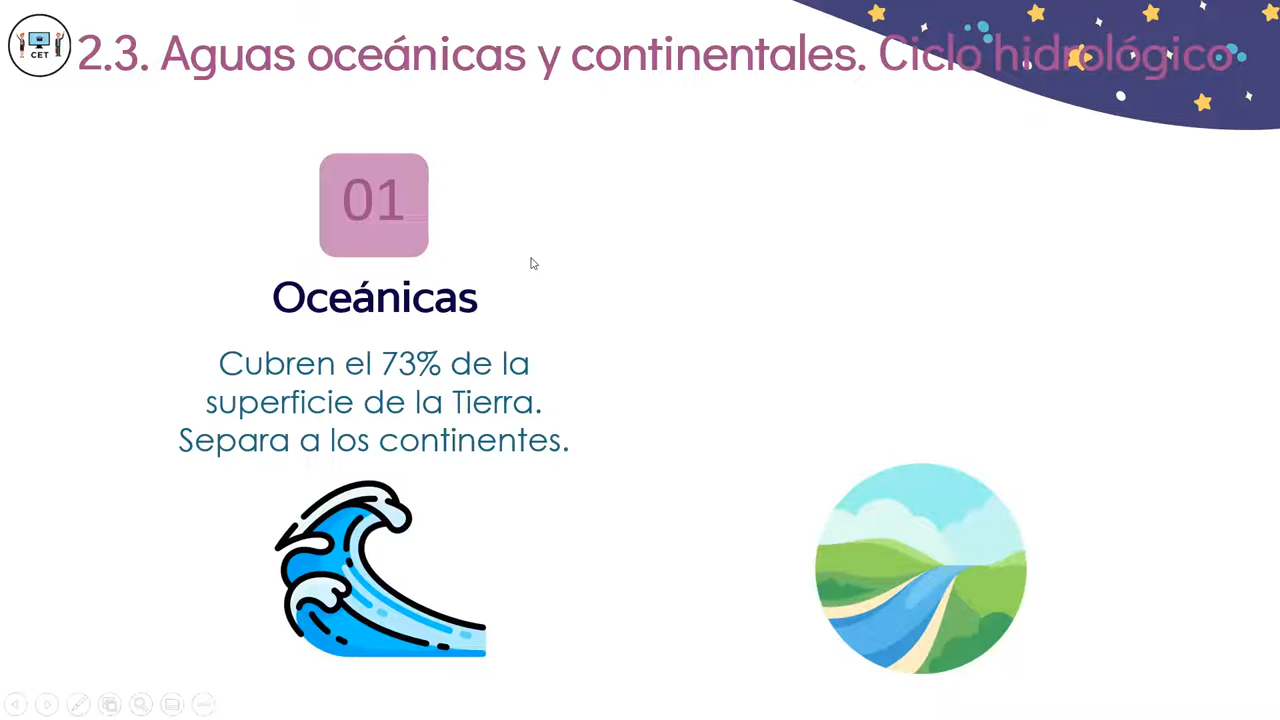 CET
2.3. Aguas oceánicas y continentales. Ciclo hidrológico
01
Oceánicas
Cubren el 73% de la
superficie de la Tierra.
Separa a los continentes.